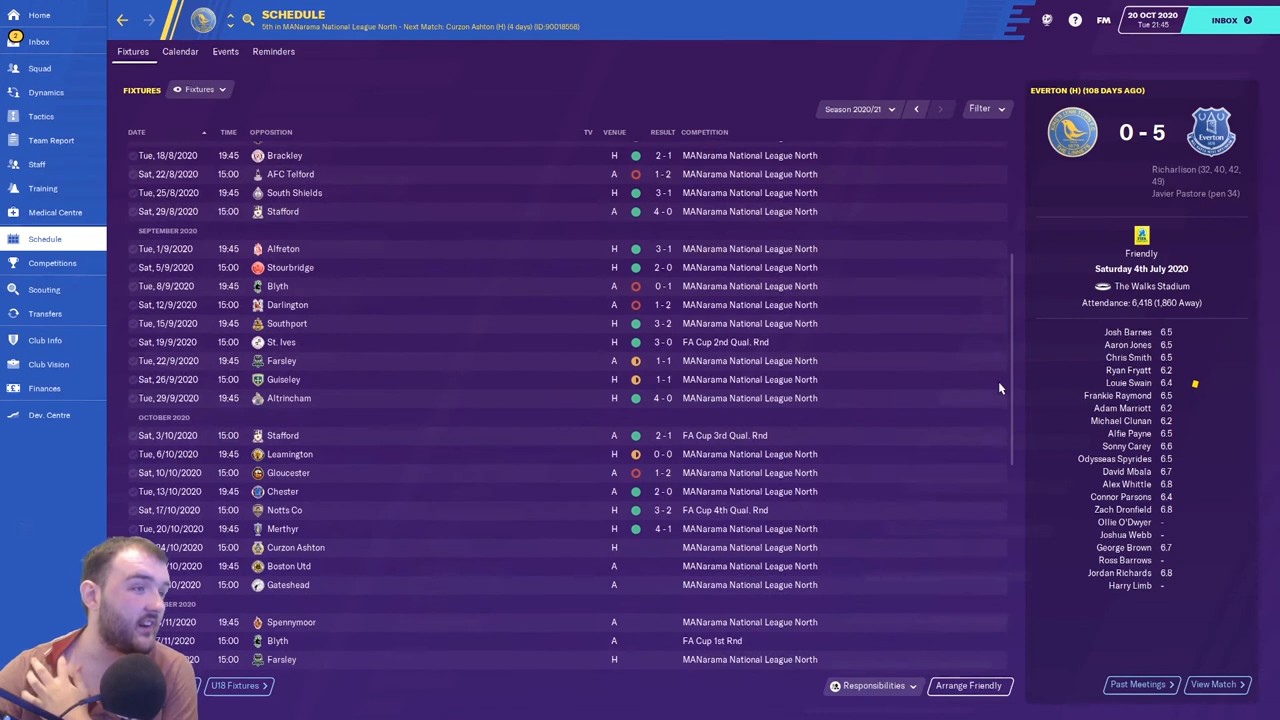 Home
2
Inbox
Squad
Dynamics
Tactics
Team Report
Staff
Training
Medical Centre
Schedule
Competitions
Scouting
Transfers
Club Info
Club Vision
Finances
Dev. Centre
SCHEDULE
5th in MANarama National League North - Next Match: Curzon Ashton (H) (4 days) (ID:90018558)
? FM
20 OCT 2020
Tue 21:45
INBOX
Fixtures Calendar Events Reminders
FIXTURES Fixtures
Season 2020/21 Filter
DATE TIME OPPOSITION TV VENUE RESULT COMPETITION
Tue, 18/8/2020 19:45 Brackley H 2 - 1 MANarama National League North
Sat, 22/8/2020 15:00 AFC Telford A 1 - 2 MANarama National League North
Tue, 25/8/2020 19:45 South Shields H 3 - 1 MANarama National League North
Sat, 29/8/2020 15:00 Stafford A 4 - 0 MANarama National League North
SEPTEMBER 2020
Tue, 1/9/2020 19:45 Alfreton H 3 - 1 MANarama National League North
Sat, 5/9/2020 15:00 Stourbridge H 2 - 0 MANarama National League North
Tue, 8/9/2020 19:45 Blyth A 0 - 1 MANarama National League North
Sat, 12/9/2020 15:00 Darlington A 1 - 2 MANarama National League North
Tue, 15/9/2020 19:45 Southport H 3 - 2 MANarama National League North
Sat, 19/9/2020 15:00 St. Ives H 3 - 0 FA Cup 2nd Qual. Rnd
Tue, 22/9/2020 19:45 Farsley A 1 - 1 MANarama National League North
Sat, 26/9/2020 15:00 Guiseley H 1 - 1 MANarama National League North
Tue, 29/9/2020 19:45 Altrincham H 4 - 0 MANarama National League North
OCTOBER 2020
Sat, 3/10/2020 15:00 Stafford A 2 - 1 FA Cup 3rd Qual. Rnd
Tue, 6/10/2020 19:45 Leamington H 0 - 0 MANarama National League North
Sat, 10/10/2020 15:00 Gloucester A 1 - 2 MANarama National League North
Tue, 13/10/2020 19:45 Chester H 2 - 0 MANarama National League North
Sat, 17/10/2020 15:00 Notts Co H 3 - 2 FA Cup 4th Qual. Rnd
Tue, 20/10/2020 19:45 Merthyr H 4 - 1 MANarama National League North
24/10/2020 15:00 Curzon Ashton H MANarama National League North
/10/2020 19:45 Boston Utd A MANarama National League North
/10/2020 15:00 Gateshead A MANarama National League North
2020
/11/2020 19:45 Spennymoor A MANarama National League North
/11/2020 15:00 Blyth A FA Cup 1st Rnd
/2020 15:00 Farsley H MANarama National League North
U18 Fixtures Responsibilities Arrange Friendly
EVERTON (H) (108 DAYS AGO)
0 - 5
Richarlison (32, 40, 42,
49)
Javier Pastore (pen 34)
Friendly
Saturday 4th July 2020
The Walks Stadium
Attendance: 6,418 (1,860 Away)
Josh Barnes 6.5
Aaron Jones 6.5
Chris Smith 6.5
Ryan Fryatt 6.2
Louie Swain 6.4
Frankie Raymond 6.5
Adam Marriott 6.2
Michael Clunan 6.2
Alfie Payne 6.5
Sonny Carey 6.6
Odysseas Spyrides 6.5
David Mbala 6.7
Alex Whittle 6.8
Connor Parsons 6.4
Zach Dronfield 6.8
Ollie O'Dwyer -
Joshua Webb -
George Brown 6.7
Ross Barrows -
Jordan Richards 6.8
Harry Limb -
Past Meetings View Match